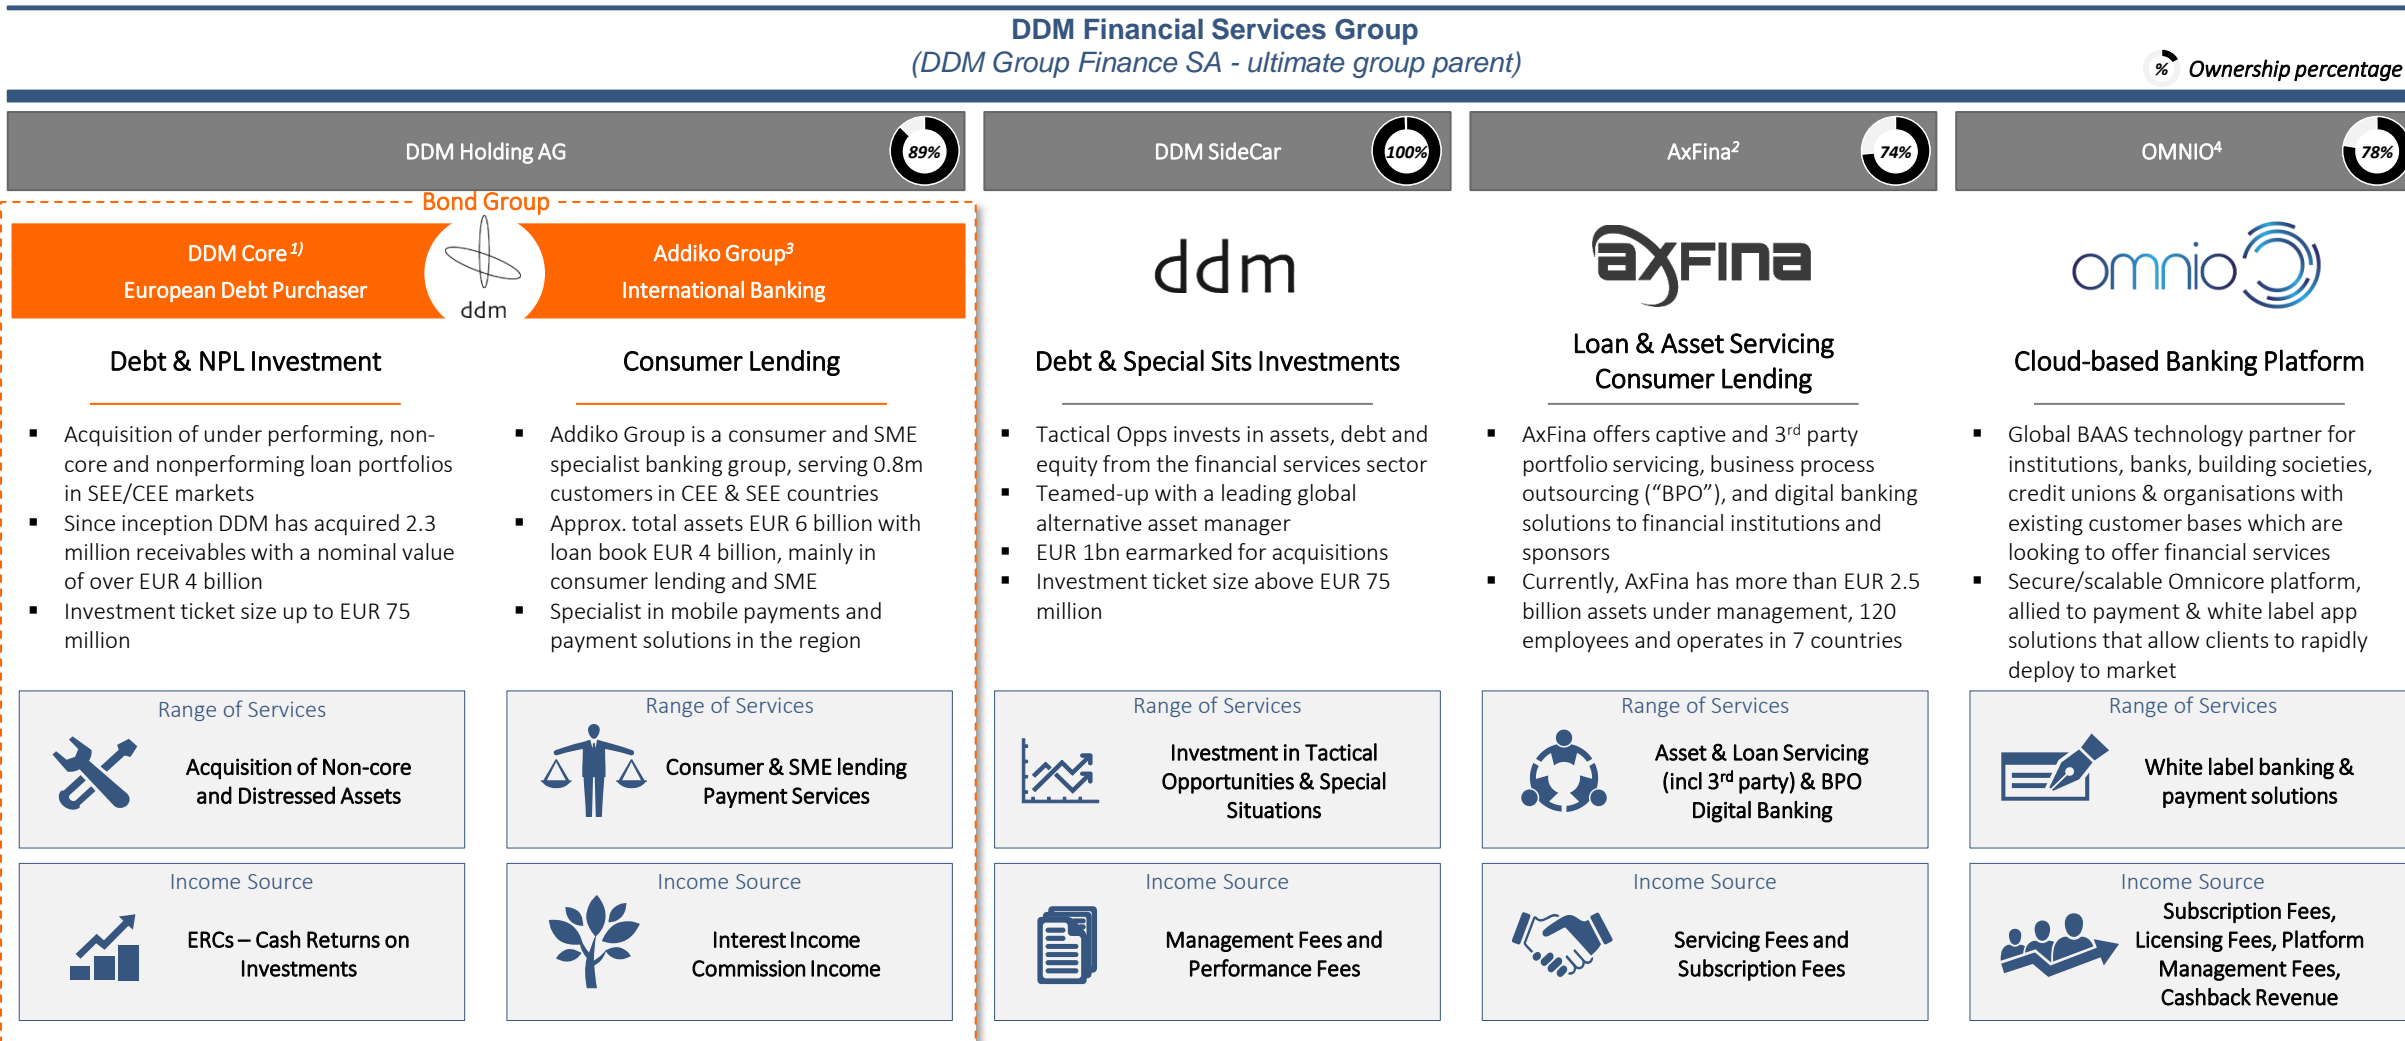 DDM Financial Services Group
(DDM Group Finance SA - ultimate group parent)
% Ownership percentage
DDM Holding AG
89%
DDM SideCar
100%
AxFina2
74%
OMNIO4
78%
Bond Group
DDM Core 1)
European Debt Purchaser
ddm
Addiko Group3
International Banking
ddm
axFina
omnio
Debt & NPL Investment
Consumer Lending
Debt & Special Sits Investments
Loan & Asset Servicing
Consumer Lending
Cloud-based Banking Platform
▪ Acquisition of under performing, non-
core and nonperforming loan portfolios
in SEE/CEE markets
▪ Since inception DDM has acquired 2.3
million receivables with a nominal value
of over EUR 4 billion
▪ Investment ticket size up to EUR 75
million
▪ Addiko Group is a consumer and SME
specialist banking group, serving 0.8m
customers in CEE & SEE countries
▪ Approx. total assets EUR 6 billion with
loan book EUR 4 billion, mainly in
consumer lending and SME
▪ Specialist in mobile payments and
payment solutions in the region
▪ Tactical Opps invests in assets, debt and
equity from the financial services sector
▪ Teamed-up with a leading global
alternative asset manager
▪ EUR 1bn earmarked for acquisitions
▪ Investment ticket size above EUR 75
million
▪ AxFina offers captive and 3rd party
portfolio servicing, business process
outsourcing (“BPO”), and digital banking
solutions to financial institutions and
sponsors
▪ Currently, AxFina has more than EUR 2.5
billion assets under management, 120
employees and operates in 7 countries
▪ Global BAAS technology partner for
institutions, banks, building societies,
credit unions & organisations with
existing customer bases which are
looking to offer financial services
▪ Secure/scalable Omnicore platform,
allied to payment & white label app
solutions that allow clients to rapidly
deploy to market
Range of Services
Acquisition of Non-core
and Distressed Assets
Range of Services
Consumer & SME lending
Payment Services
Range of Services
Investment in Tactical
Opportunities & Special
Situations
Range of Services
Asset & Loan Servicing
(incl 3rd party) & BPO
Digital Banking
Range of Services
White label banking &
payment solutions
Income Source
ERCs – Cash Returns on
Investments
Income Source
Interest Income
Commission Income
Income Source
Management Fees and
Performance Fees
Income Source
Servicing Fees and
Subscription Fees
Income Source
Subscription Fees,
Licensing Fees, Platform
Management Fees,
Cashback Revenue